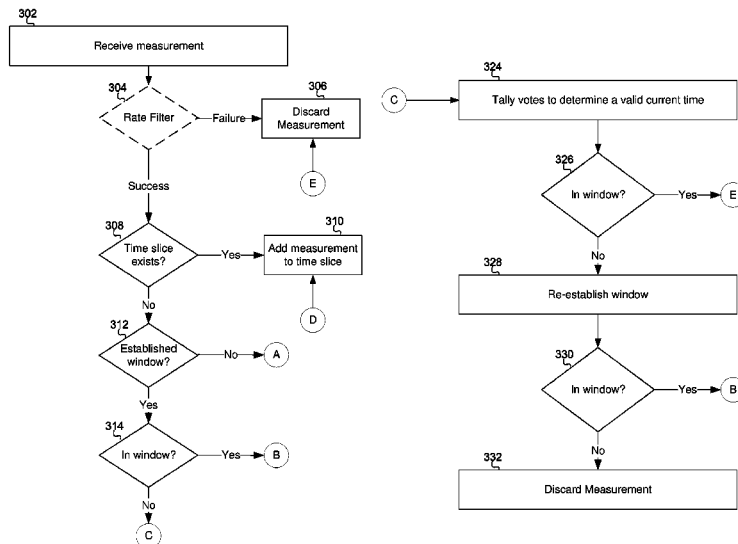 302
Receive measurement
304
Rate Filter
Failure
306
Discard
Measurement
E
Success
308
Time slice
exists?
Yes
310
Add measurement
to time slice
D
No
312
Established
window?
No
A
Yes
314
In window?
Yes
B
No
C
C
324
Tally votes to determine a valid current time
326
In window?
Yes
E
No
328
Re-establish window
330
In window?
Yes
B
No
332
Discard Measurement